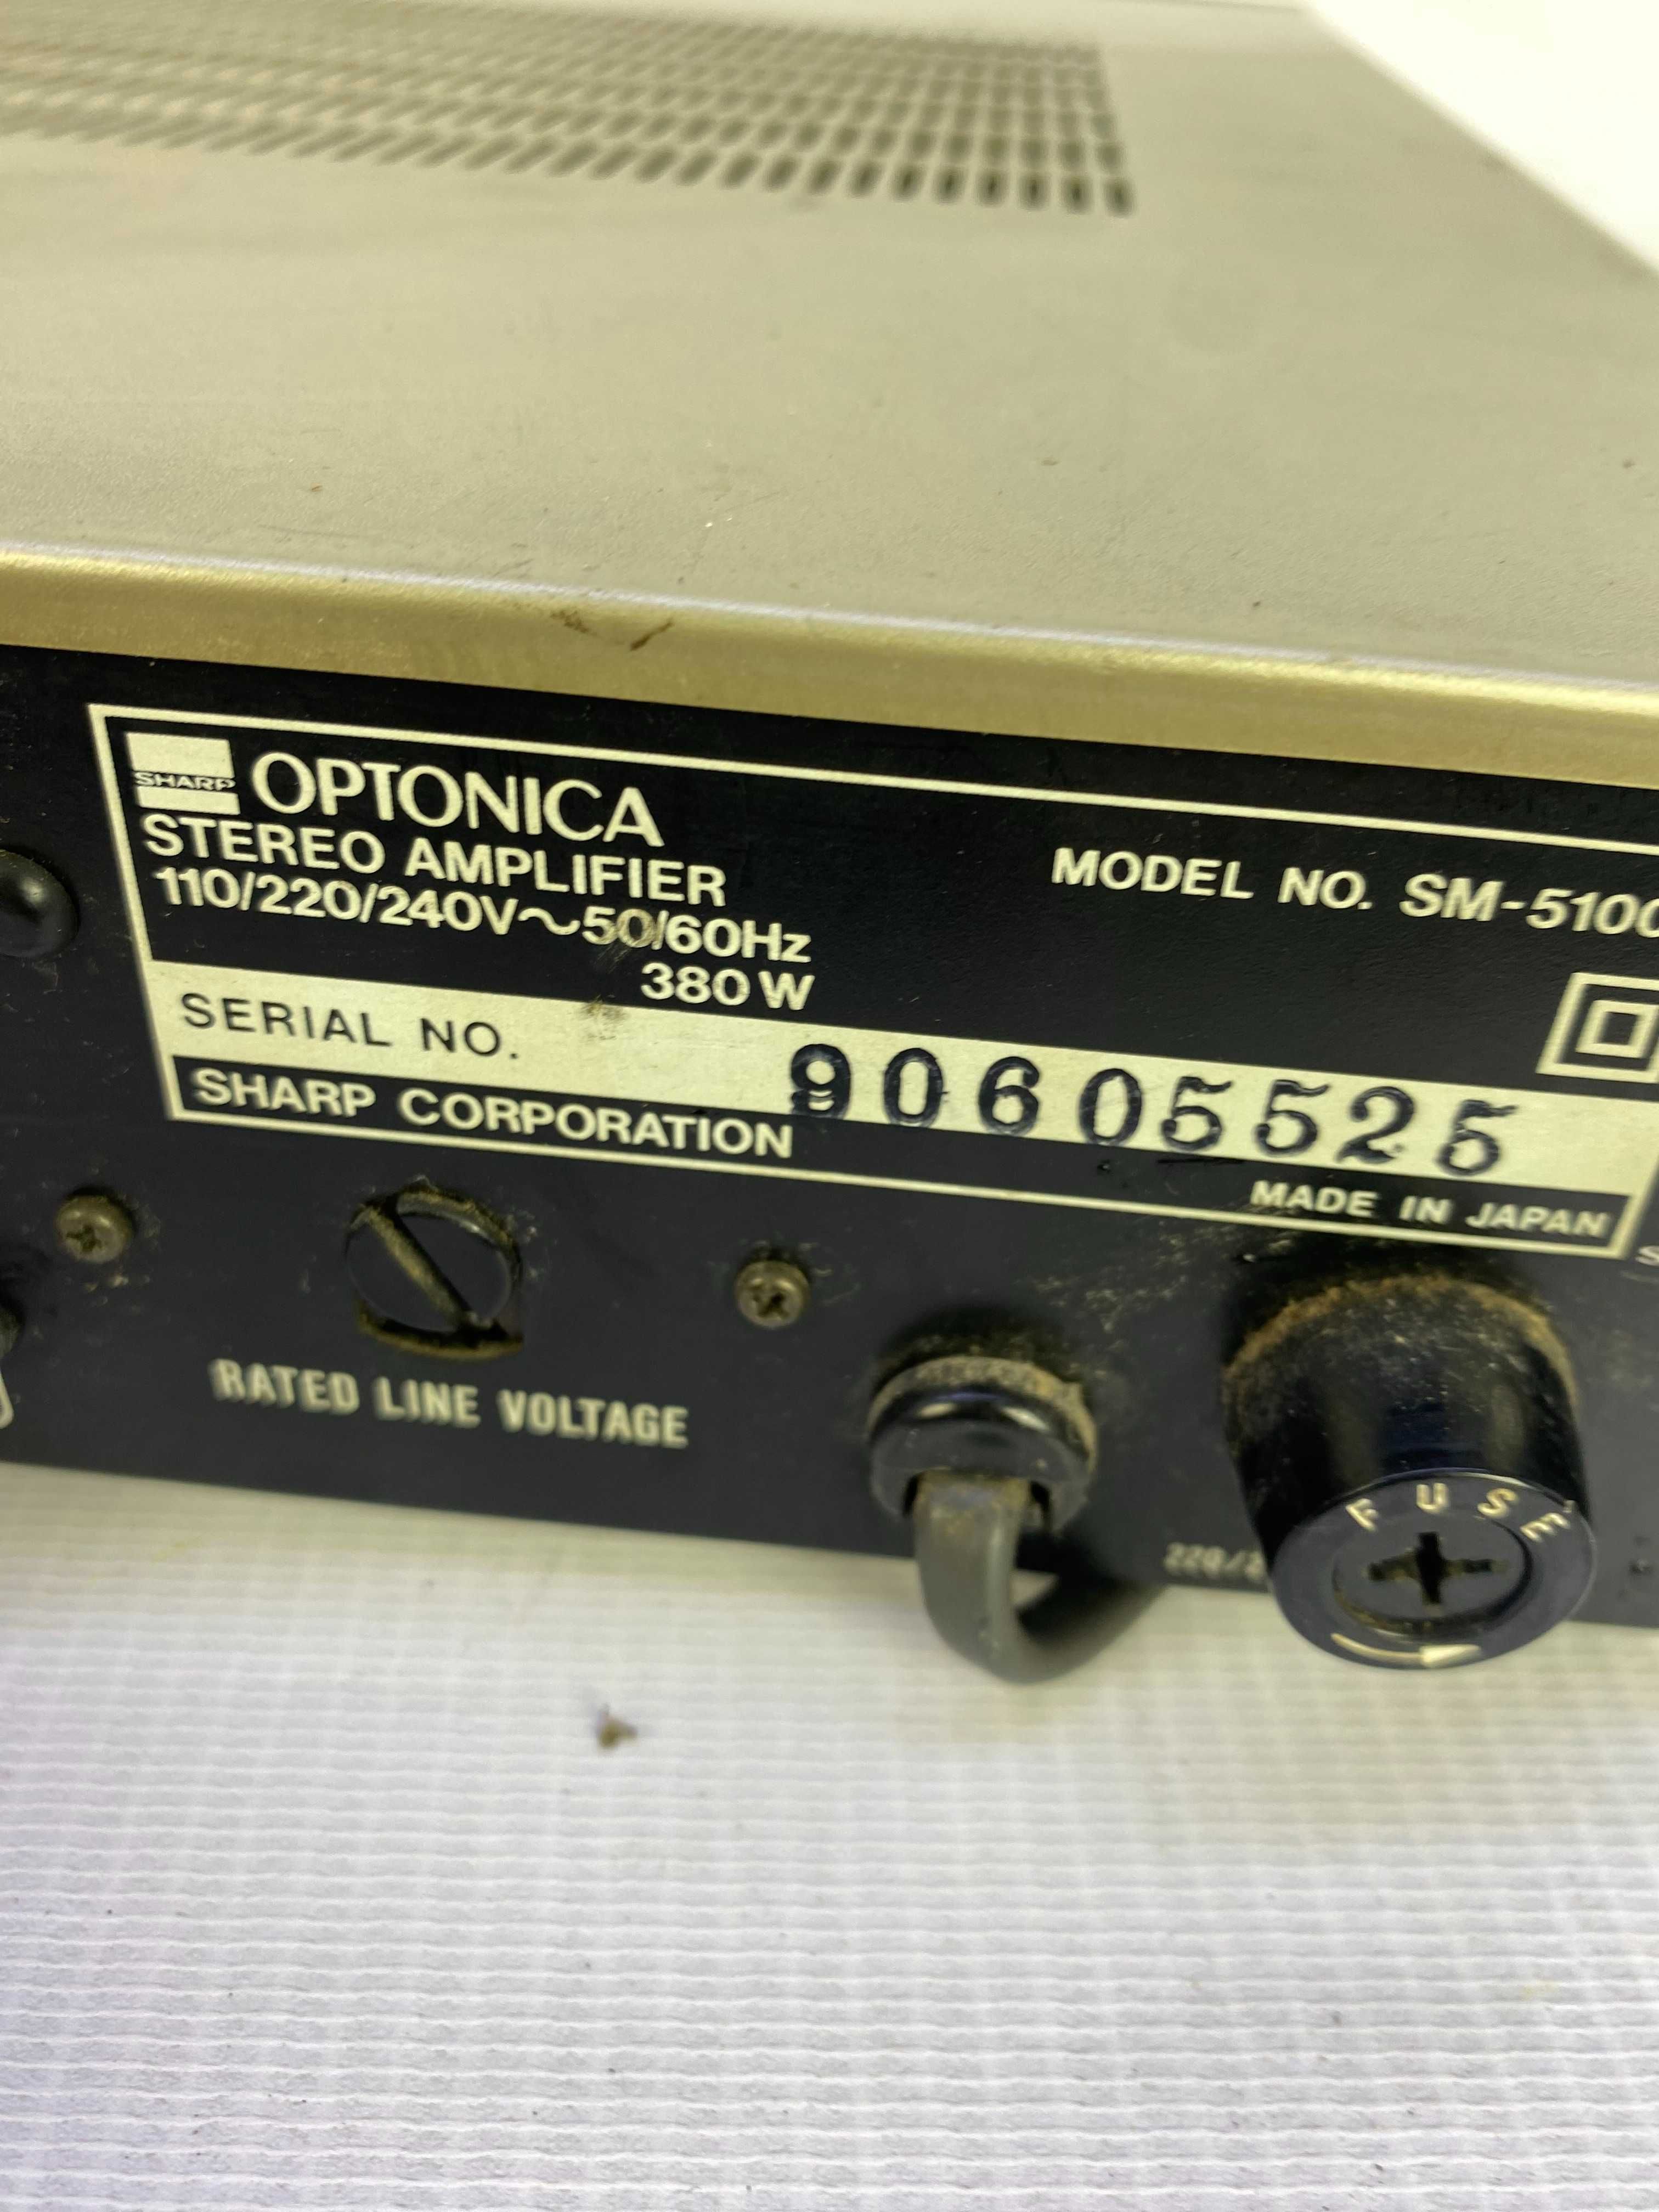 SHARP OPTONICA
STEREO AMPLIFIER
110/220/240V~50/60Hz
380 W
MODEL NO. SM-5100
SERIAL NO. 90605525
SHARP CORPORATION
MADE IN JAPAN
RATED LINE VOLTAGE
FUSE